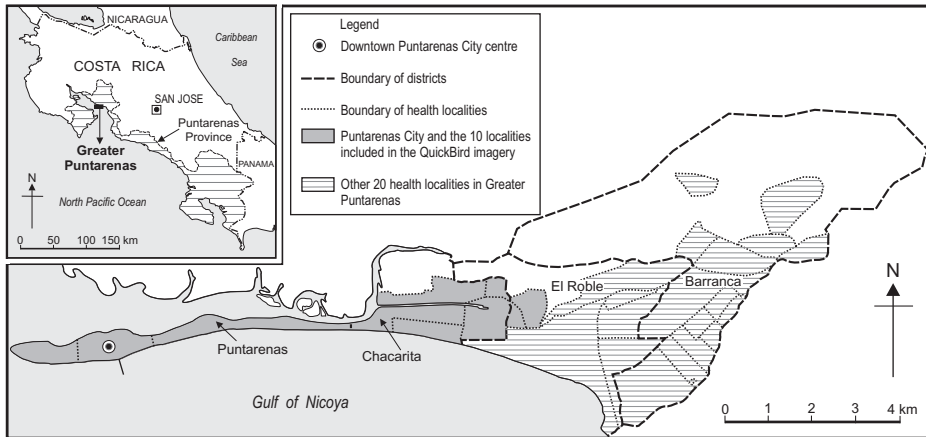 NICARAGUA
Caribbean
Sea
COSTA RICA
SAN JOSE
Puntarenas
Province
Greater
Puntarenas
PANAMA
N
North Pacific Ocean
0 50 100 150 km
Legend
Downtown Puntarenas City centre
Boundary of districts
Boundary of health localities
Puntarenas City and the 10 localities
included in the QuickBird imagery
Other 20 health localities in Greater
Puntarenas
El Roble
Barranca
N
Puntarenas
Chacarita
Gulf of Nicoya
0 1 2 3 4 km